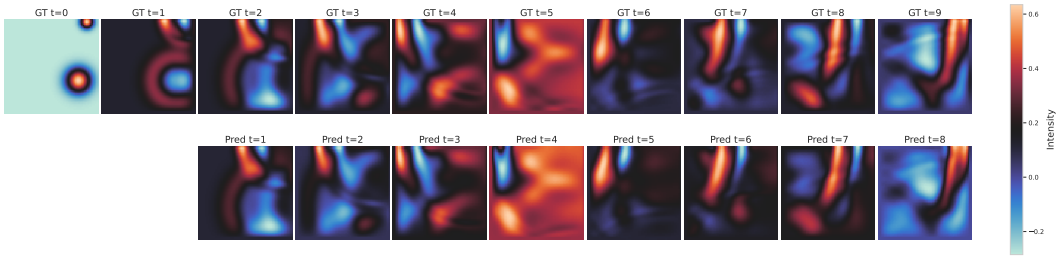 GT t=0 GT t=1 GT t=2 GT t=3 GT t=4 GT t=5 GT t=6 GT t=7 GT t=8 GT t=9
Pred t=1 Pred t=2 Pred t=3 Pred t=4 Pred t=5 Pred t=6 Pred t=7 Pred t=8
0.6
0.4
0.2
0.0
−0.2
Intensity